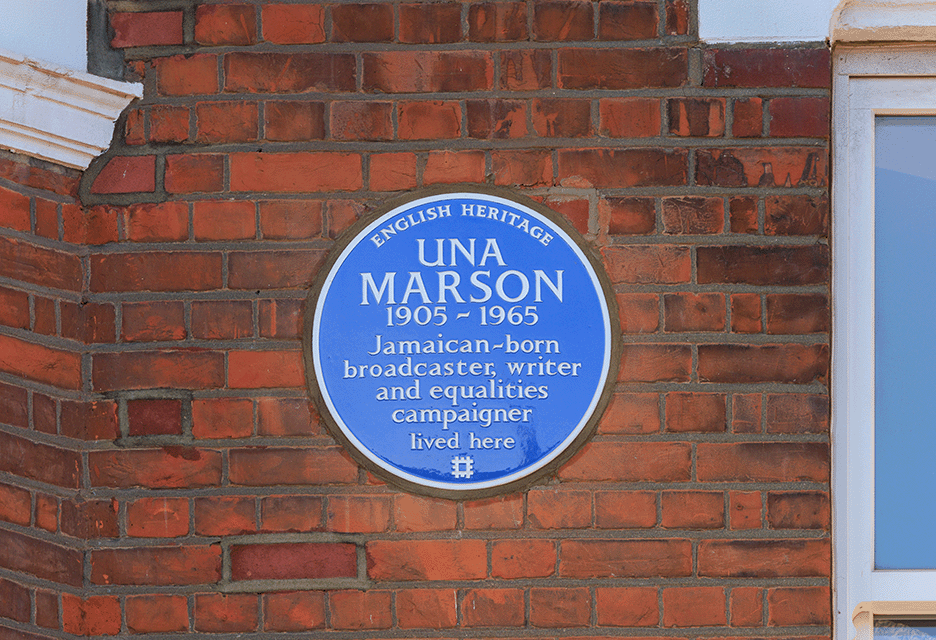 ENGLISH HERITAGE
UNA
MARSON
1905 ~ 1965
Jamaican-born
broadcaster, writer
and equalities
campaigner
lived here